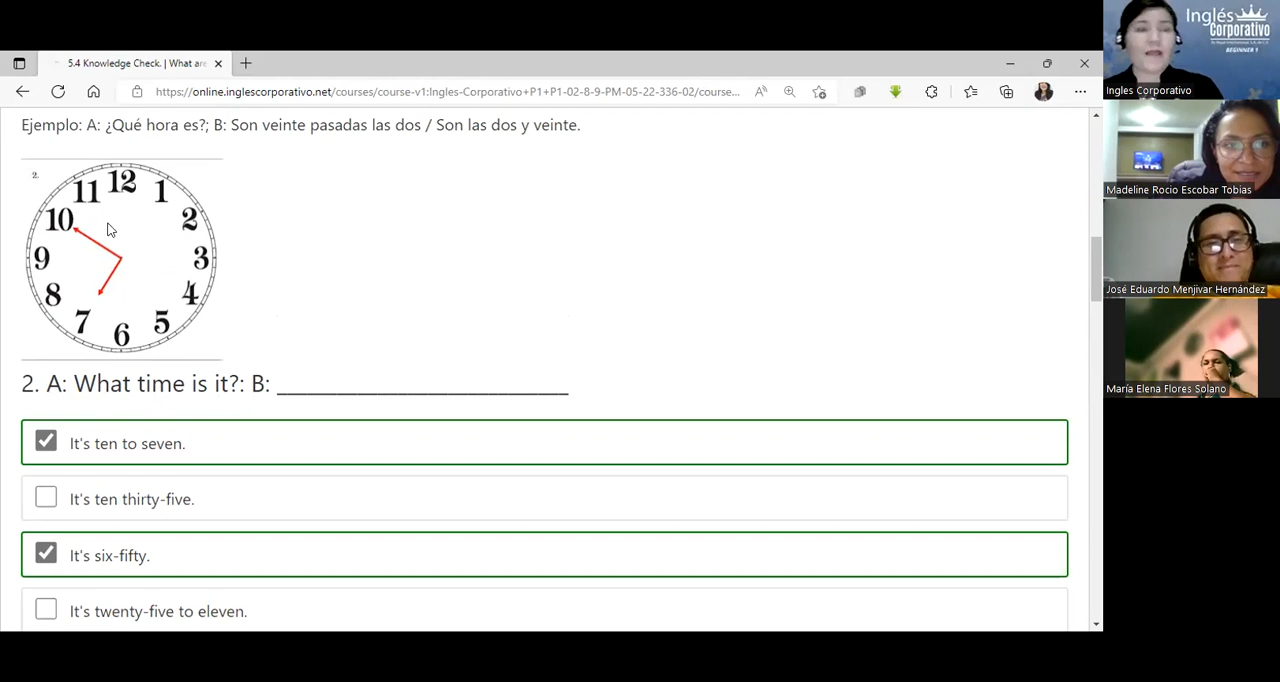 5.4 Knowledge Check. | What are
https://online.inglescorporativo.net/courses/course-v1:Ingles-Corporativo+P1+P1-02-8-9-PM-05-22-336-02/course...
Ejemplo: A: ¿Qué hora es?; B: Son veinte pasadas las dos / Son las dos y veinte.
2.
12
11 1
10 2
9 3
8 4
7 5
6
2. A: What time is it?: B: ______________________________
It's ten to seven.
It's ten thirty-five.
It's six-fifty.
It's twenty-five to eleven.
Inglés
Corporativo
BEGINNER 1
Ingles Corporativo
Madeline Rocio Escobar Tobias
José Eduardo Menjivar Hernández
María Elena Flores Solano